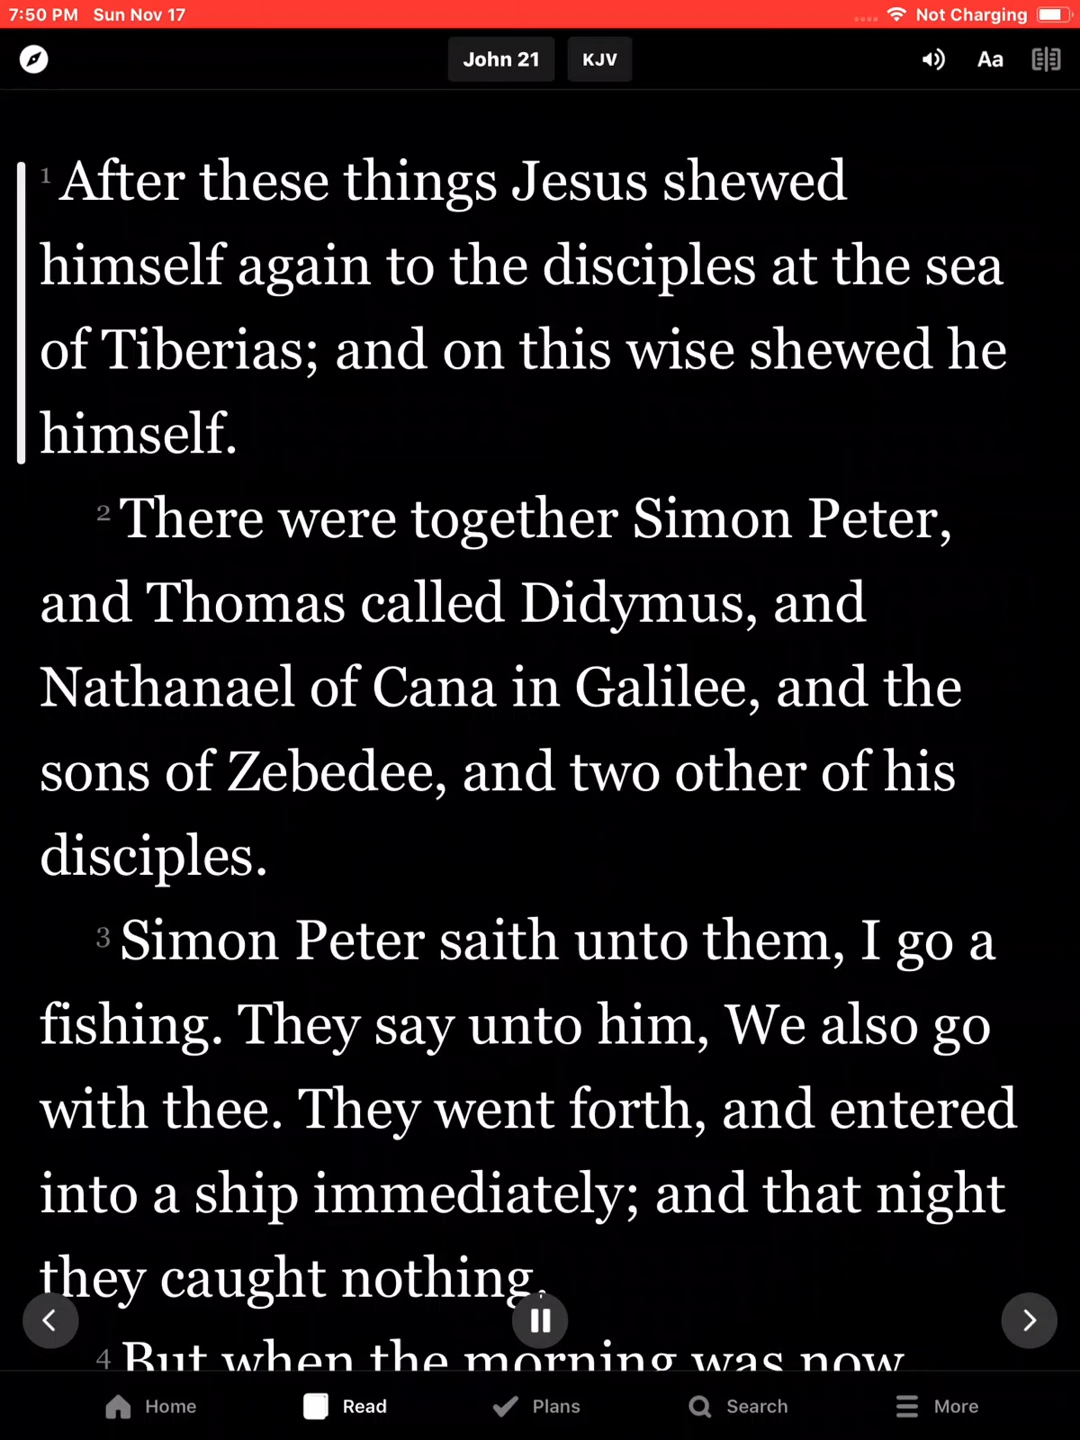 7:50 PM Sun Nov 17 Not Charging
John 21 KJV Aa
1 After these things Jesus shewed
himself again to the disciples at the sea
of Tiberias; and on this wise shewed he
himself.
2 There were together Simon Peter,
and Thomas called Didymus, and
Nathanael of Cana in Galilee, and the
sons of Zebedee, and two other of his
disciples.
3 Simon Peter saith unto them, I go a
fishing. They say unto him, We also go
with thee. They went forth, and entered
into a ship immediately; and that night
they caught nothing.
4 But when the morning was now
Home Read Plans Search More